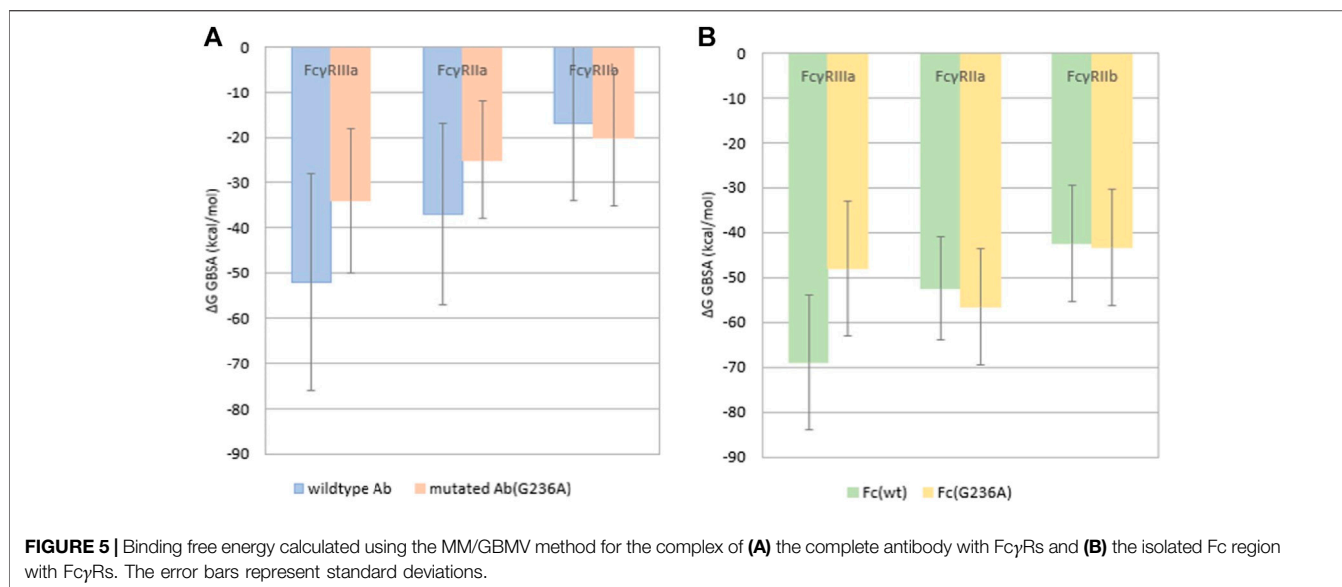 A
0
-10
-20
-30
-40
-50
-60
-70
-80
-90
ΔG GBSA (kcal/mol)
FcγRIIIa FcγRIIa FcγRIIb
wildtype Ab mutated Ab(G236A)
B
0
-10
-20
-30
-40
-50
-60
-70
-80
-90
ΔG GBSA (kcal/mol)
FcγRIIIa FcγRIIa FcγRIIb
Fc(wt) Fc(G236A)
FIGURE 5 | Binding free energy calculated using the MM/GBMV method for the complex of (A) the complete antibody with FcγRs and (B) the isolated Fc region
with FcγRs. The error bars represent standard deviations.